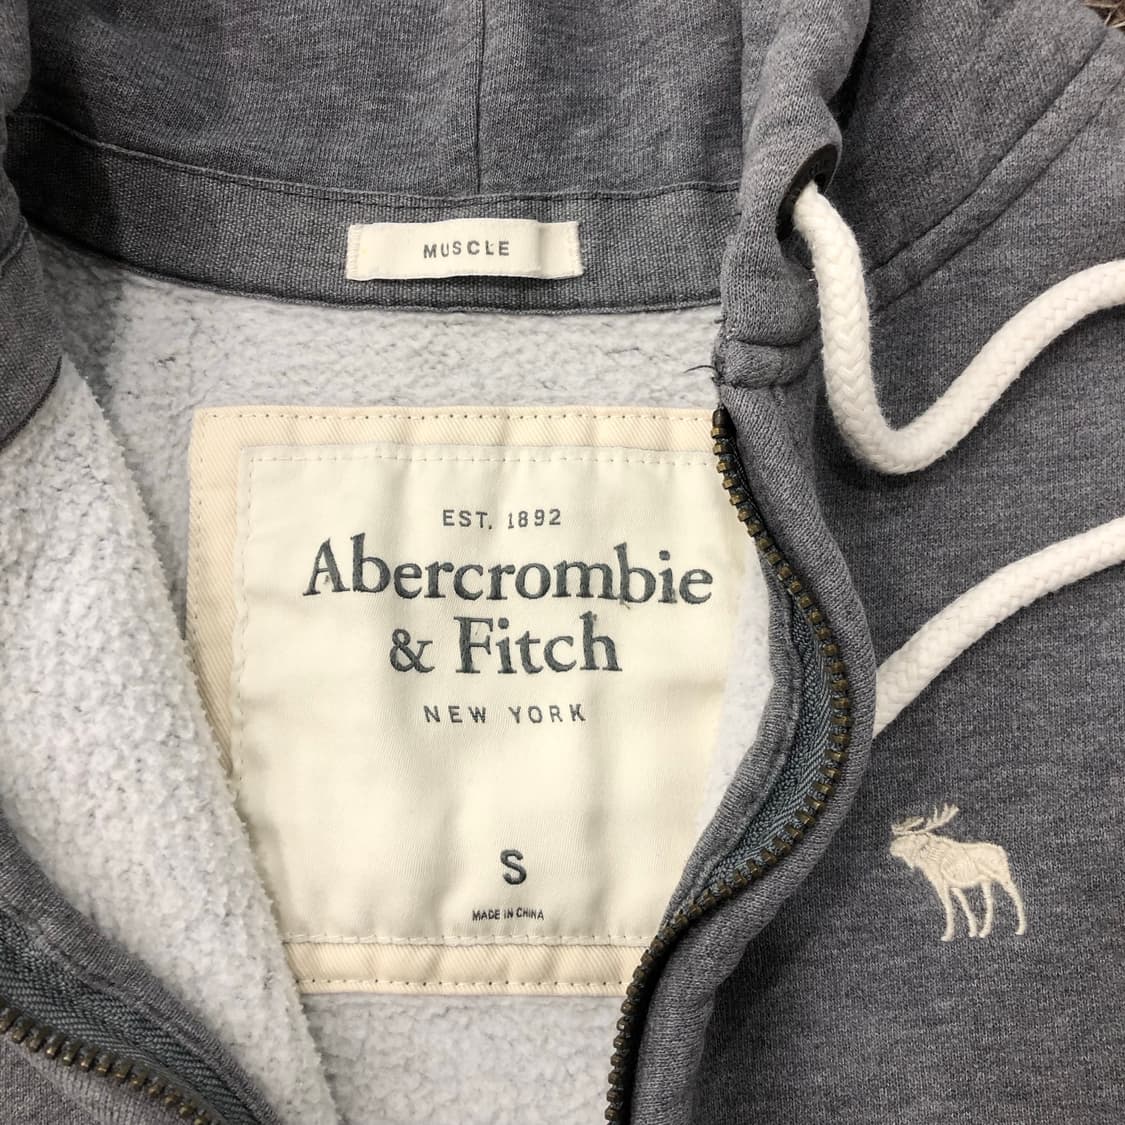 MUSCLE
EST. 1892
Abercrombie
& Fitch
NEW YORK
S
MADE IN CHINA